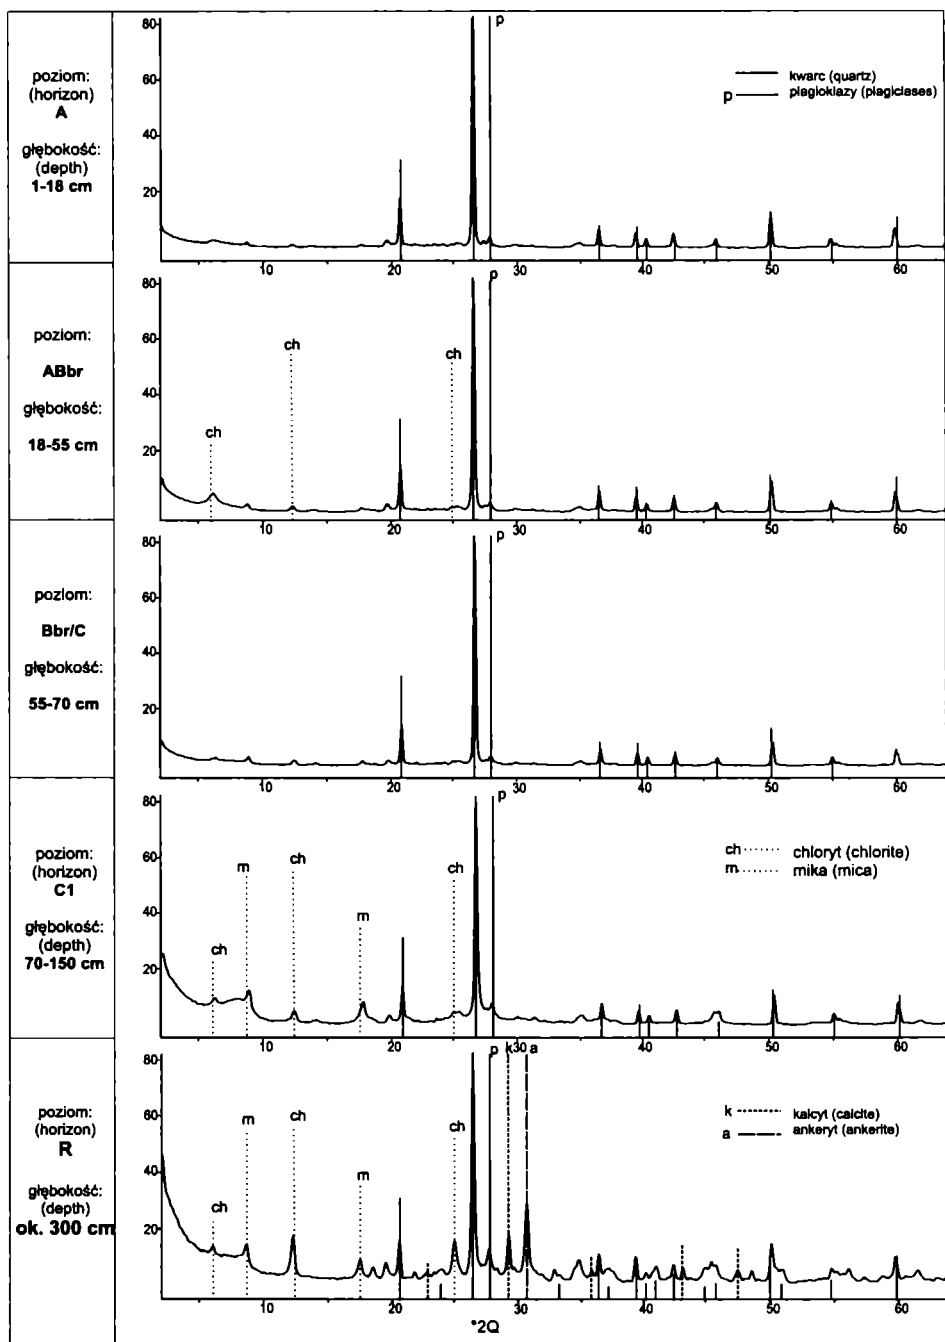 poziom:
(horizon)
A
głębokość:
(depth)
1-18 cm
80
60
40
20
p
kwarc (quartz)
p plagioklazy (plagiclases)
10 20 30 40 50 60
poziom:
ABbr
głębokość:
18-55 cm
80
60
40
20
ch
ch
ch
p
10 20 30 40 50 60
poziom:
Bbr/C
głębokość:
55-70 cm
80
60
40
20
p
10 20 30 40 50 60
poziom:
(horizon)
C1
głębokość:
(depth)
70-150 cm
80
60
40
20
ch
m
ch
m
ch
p
ch chloryt (chlorite)
m mika (mica)
10 20 30 40 50 60
poziom:
(horizon)
R
głębokość:
(depth)
ok. 300 cm
80
60
40
20
ch
m
ch
m
ch
p
k
a
k kalcyt (calcite)
a ankeryt (ankerite)
10 20 30 40 50 60
°2Q